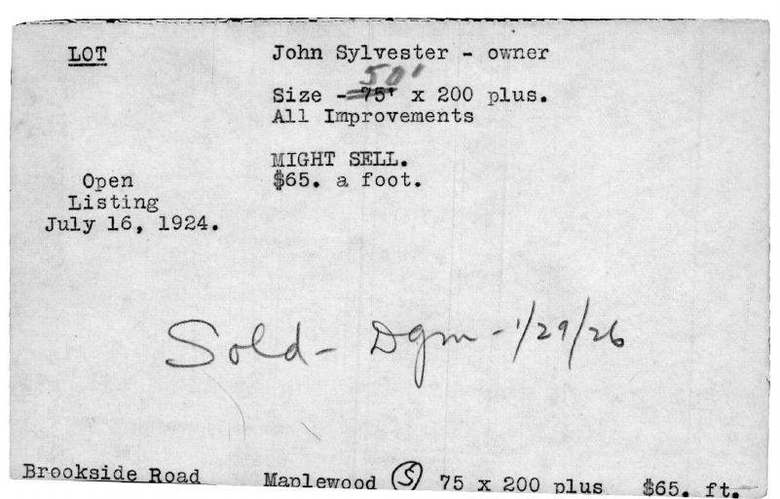 LOT
John Sylvester - owner
50'
Size - 75' x 200 plus.
All Improvements
MIGHT SELL.
$65. a foot.
Open
Listing
July 16, 1924.
Sold - Dgm - 1/29/26
Brookside Road Maplewood (S) 75 x 200 plus $65. ft.